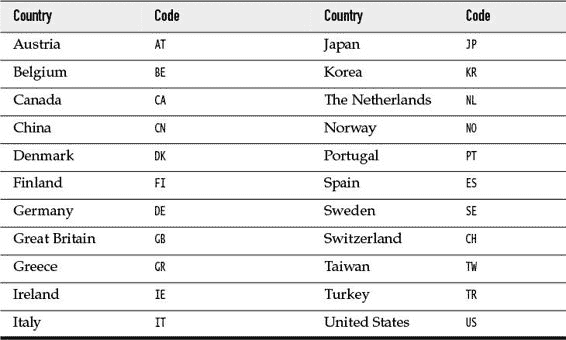 Country Code Country Code
Austria AT Japan JP
Belgium BE Korea KR
Canada CA The Netherlands NL
China CN Norway NO
Denmark DK Portugal PT
Finland FI Spain ES
Germany DE Sweden SE
Great Britain GB Switzerland CH
Greece GR Taiwan TW
Ireland IE Turkey TR
Italy IT United States US